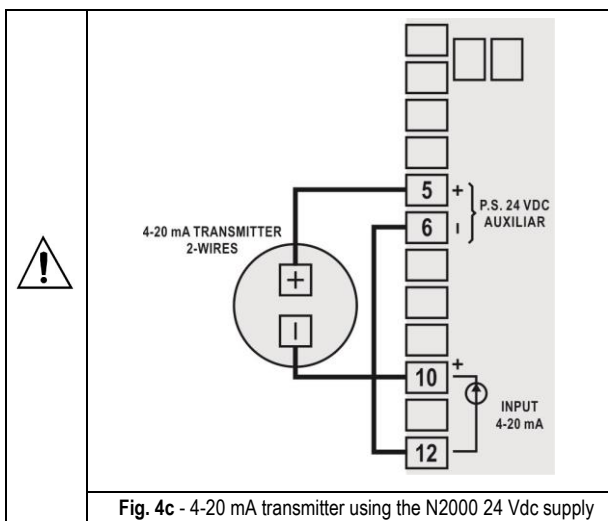 5 +
P.S. 24 VDC
AUXILIAR
6 -
4-20 mA TRANSMITTER
2-WIRES
+
-
10 +
INPUT
4-20 mA
12
!
Fig. 4c - 4-20 mA transmitter using the N2000 24 Vdc supply